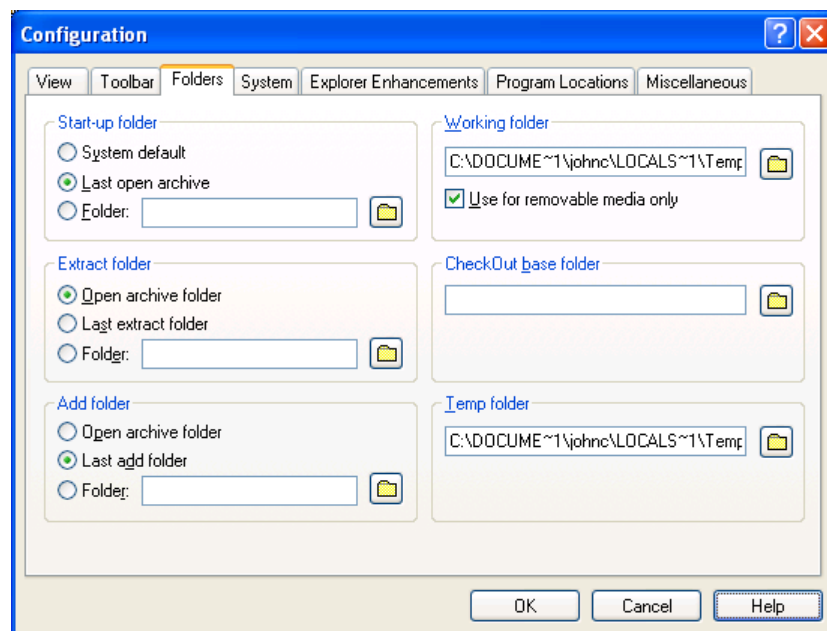 Configuration
View Toolbar Folders System Explorer Enhancements Program Locations Miscellaneous
Start-up folder
System default
Last open archive
Folder:
Working folder
C:\DOCUME~1\johnc\LOCALS~1\Temp
Use for removable media only
Extract folder
Open archive folder
Last extract folder
Folder:
CheckOut base folder
Add folder
Open archive folder
Last add folder
Folder:
Temp folder
C:\DOCUME~1\johnc\LOCALS~1\Temp
OK Cancel Help